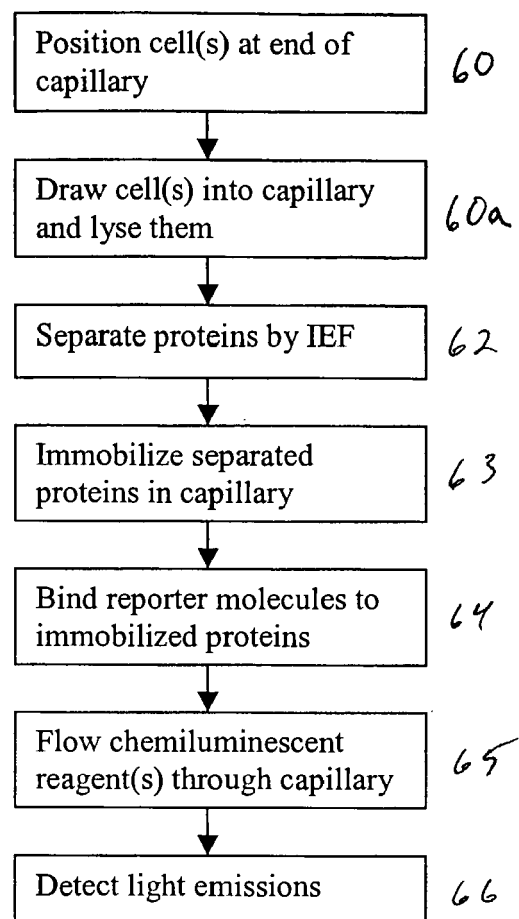 Position cell(s) at end of
capillary
60
Draw cell(s) into capillary
and lyse them
60a
Separate proteins by IEF
62
Immobilize separated
proteins in capillary
63
Bind reporter molecules to
immobilized proteins
64
Flow chemiluminescent
reagent(s) through capillary
65
Detect light emissions
66